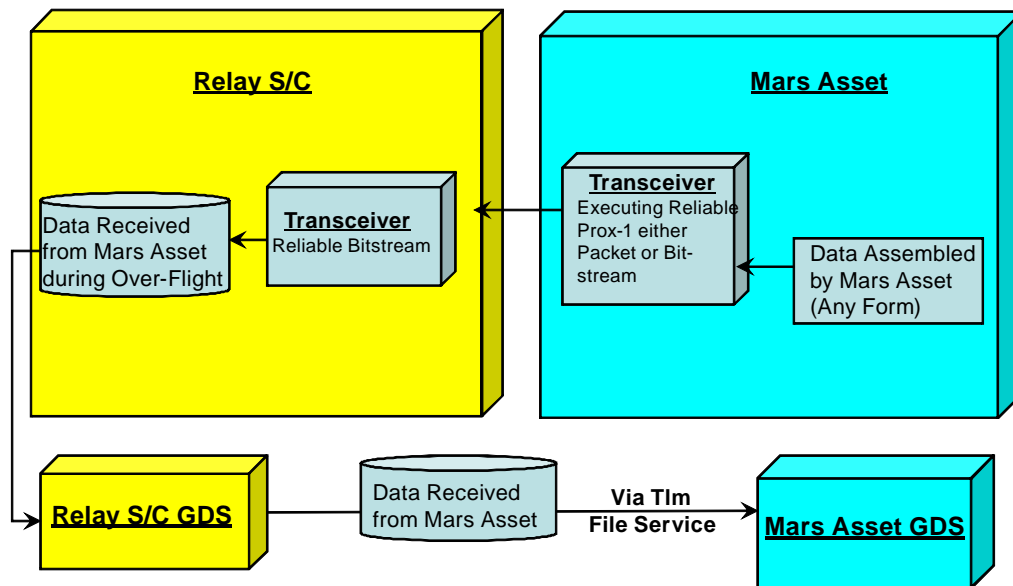 Relay S/C
Mars Asset
Data Received
from Mars Asset
during Over-Flight
Transceiver
Reliable Bitstream
Transceiver
Executing Reliable
Prox-1 either
Packet or Bit-
stream
Data Assembled
by Mars Asset
(Any Form)
Relay S/C GDS
Data Received
from Mars Asset
Via Tlm
File Service
Mars Asset GDS